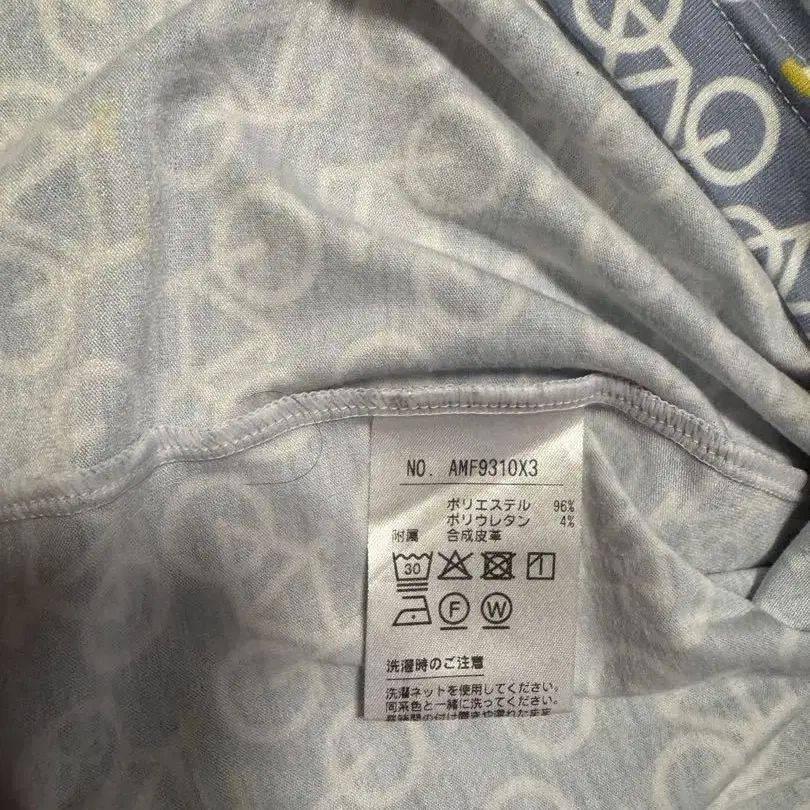 NO. AMF9310X3
ポリエステル 96%
ポリウレタン 4%
附属 合成皮革
30
F W
洗濯時のご注意
洗濯ネットを使用してください。
同系色と一緒に洗ってください。